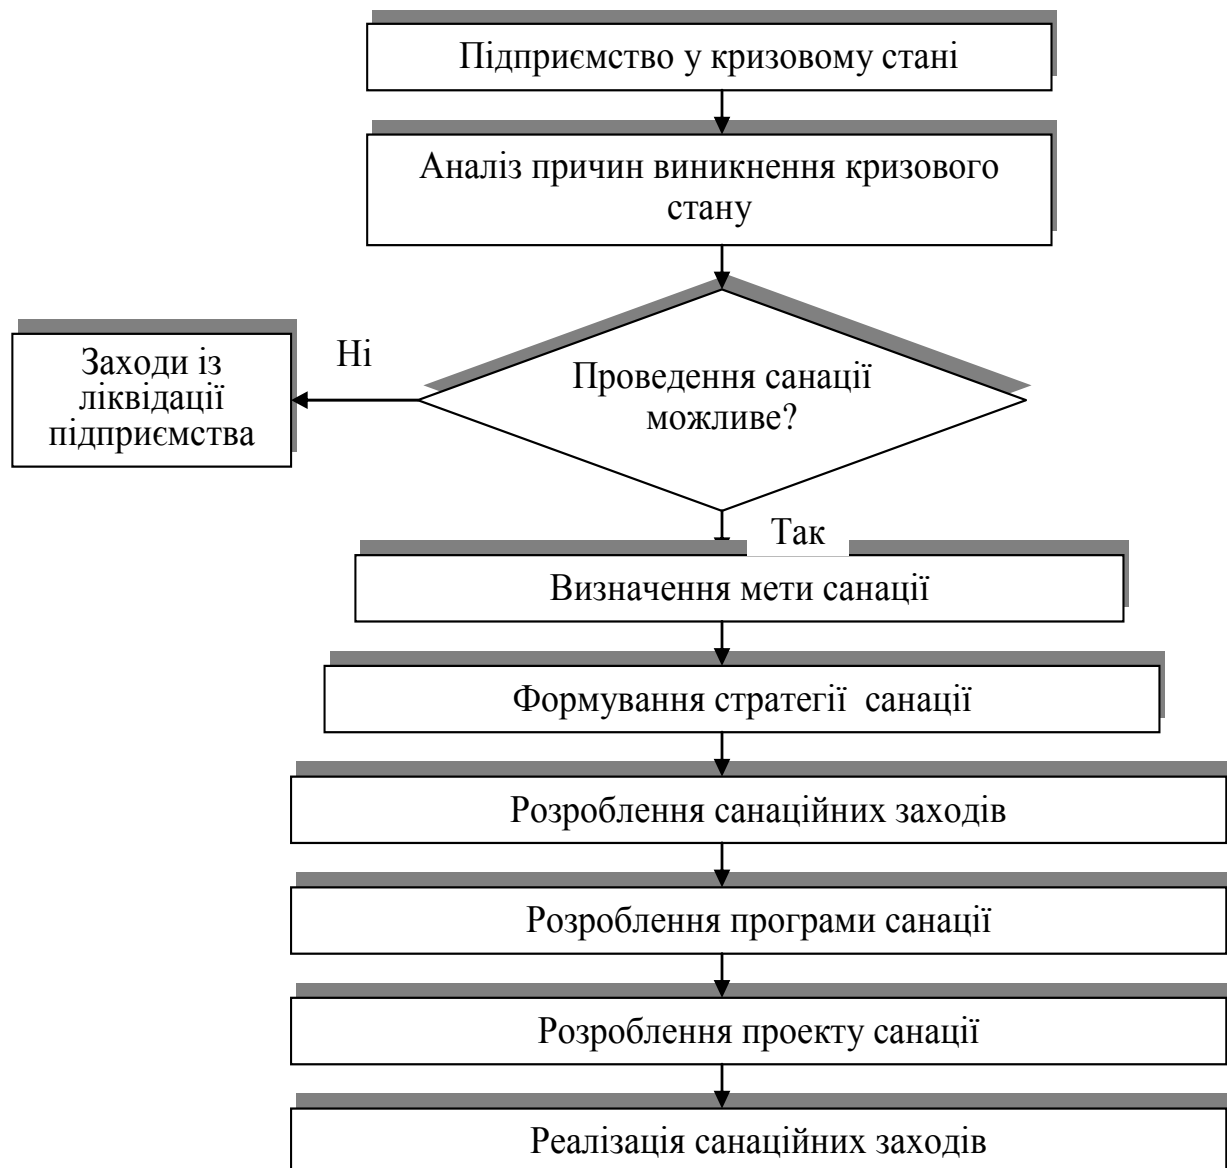 Підприємство у кризовому стані
Аналіз причин виникнення кризового
стану
Проведення санації
можливе?
Ні
Заходи із
ліквідації
підприємства
Так
Визначення мети санації
Формування стратегії санації
Розроблення санаційних заходів
Розроблення програми санації
Розроблення проекту санації
Реалізація санаційних заходів